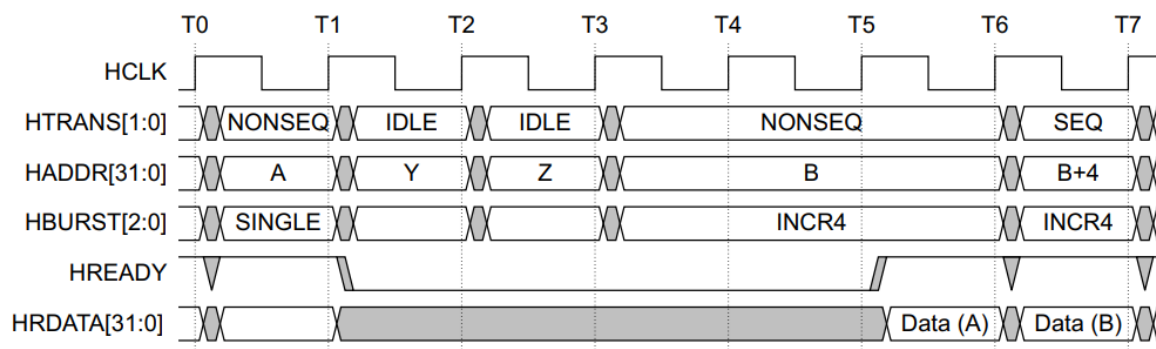 T0 T1 T2 T3 T4 T5 T6 T7
HCLK
HTRANS[1:0] NONSEQ IDLE IDLE NONSEQ SEQ
HADDR[31:0] A Y Z B B+4
HBURST[2:0] SINGLE INCR4 INCR4
HREADY
HRDATA[31:0] Data (A) Data (B)